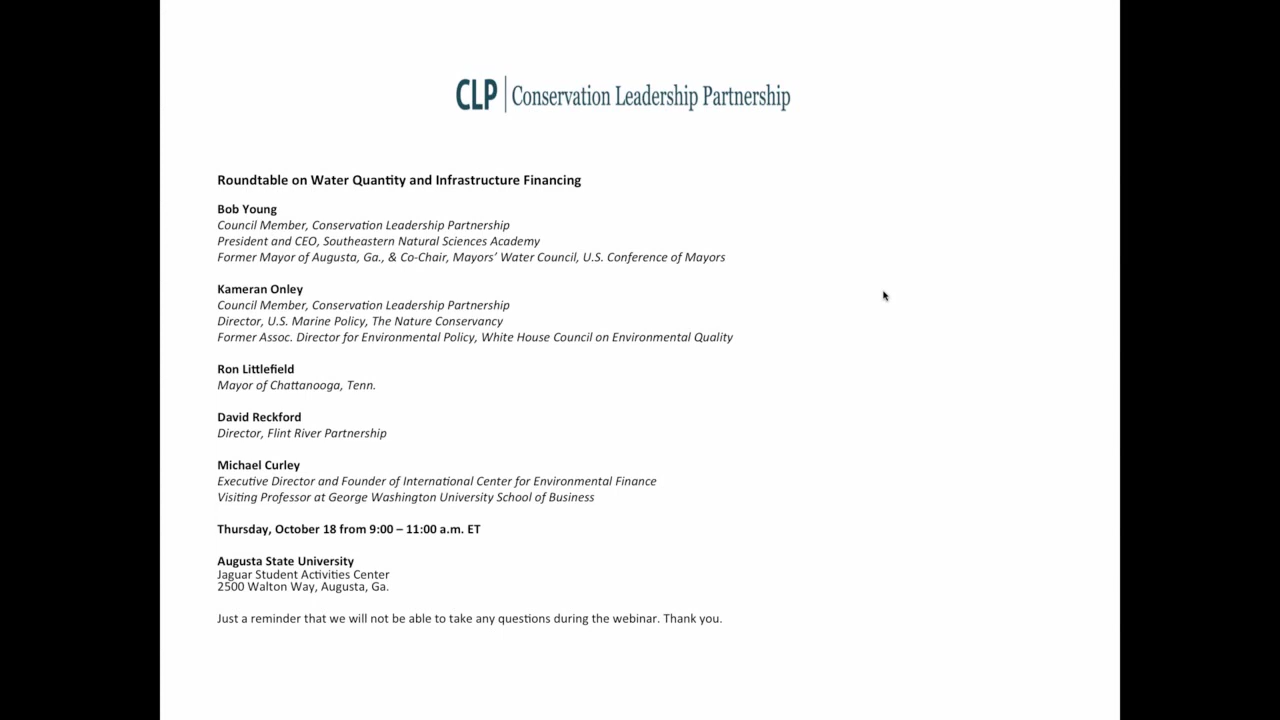 CLP | Conservation Leadership Partnership
Roundtable on Water Quantity and Infrastructure Financing
Bob Young
Council Member, Conservation Leadership Partnership
President and CEO, Southeastern Natural Sciences Academy
Former Mayor of Augusta, Ga., & Co-Chair, Mayors’ Water Council, U.S. Conference of Mayors
Kameran Onley
Council Member, Conservation Leadership Partnership
Director, U.S. Marine Policy, The Nature Conservancy
Former Assoc. Director for Environmental Policy, White House Council on Environmental Quality
Ron Littlefield
Mayor of Chattanooga, Tenn.
David Reckford
Director, Flint River Partnership
Michael Curley
Executive Director and Founder of International Center for Environmental Finance
Visiting Professor at George Washington University School of Business
Thursday, October 18 from 9:00 – 11:00 a.m. ET
Augusta State University
Jaguar Student Activities Center
2500 Walton Way, Augusta, Ga.
Just a reminder that we will not be able to take any questions during the webinar. Thank you.